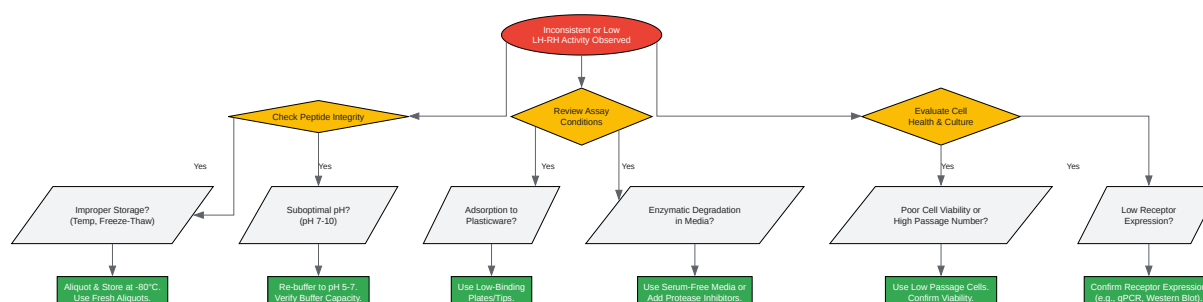 Inconsistent or Low
LH-RH Activity Observed
Check Peptide Integrity
Review Assay
Conditions
Evaluate Cell
Health & Culture
Yes
Yes
Yes
Yes
Yes
Yes
Improper Storage?
(Temp, Freeze-Thaw)
Suboptimal pH?
(pH 7-10)
Adsorption to
Plasticware?
Enzymatic Degradation
in Media?
Poor Cell Viability or
High Passage Number?
Low Receptor
Expression?
Aliquot & Store at -80°C.
Use Fresh Aliquots.
Re-buffer to pH 5-7.
Verify Buffer Capacity.
Use Low-Binding
Plates/Tips.
Use Serum-Free Media or
Add Protease Inhibitors.
Use Low Passage Cells.
Confirm Viability.
Confirm Receptor Expression
(e.g., qPCR, Western Blot)